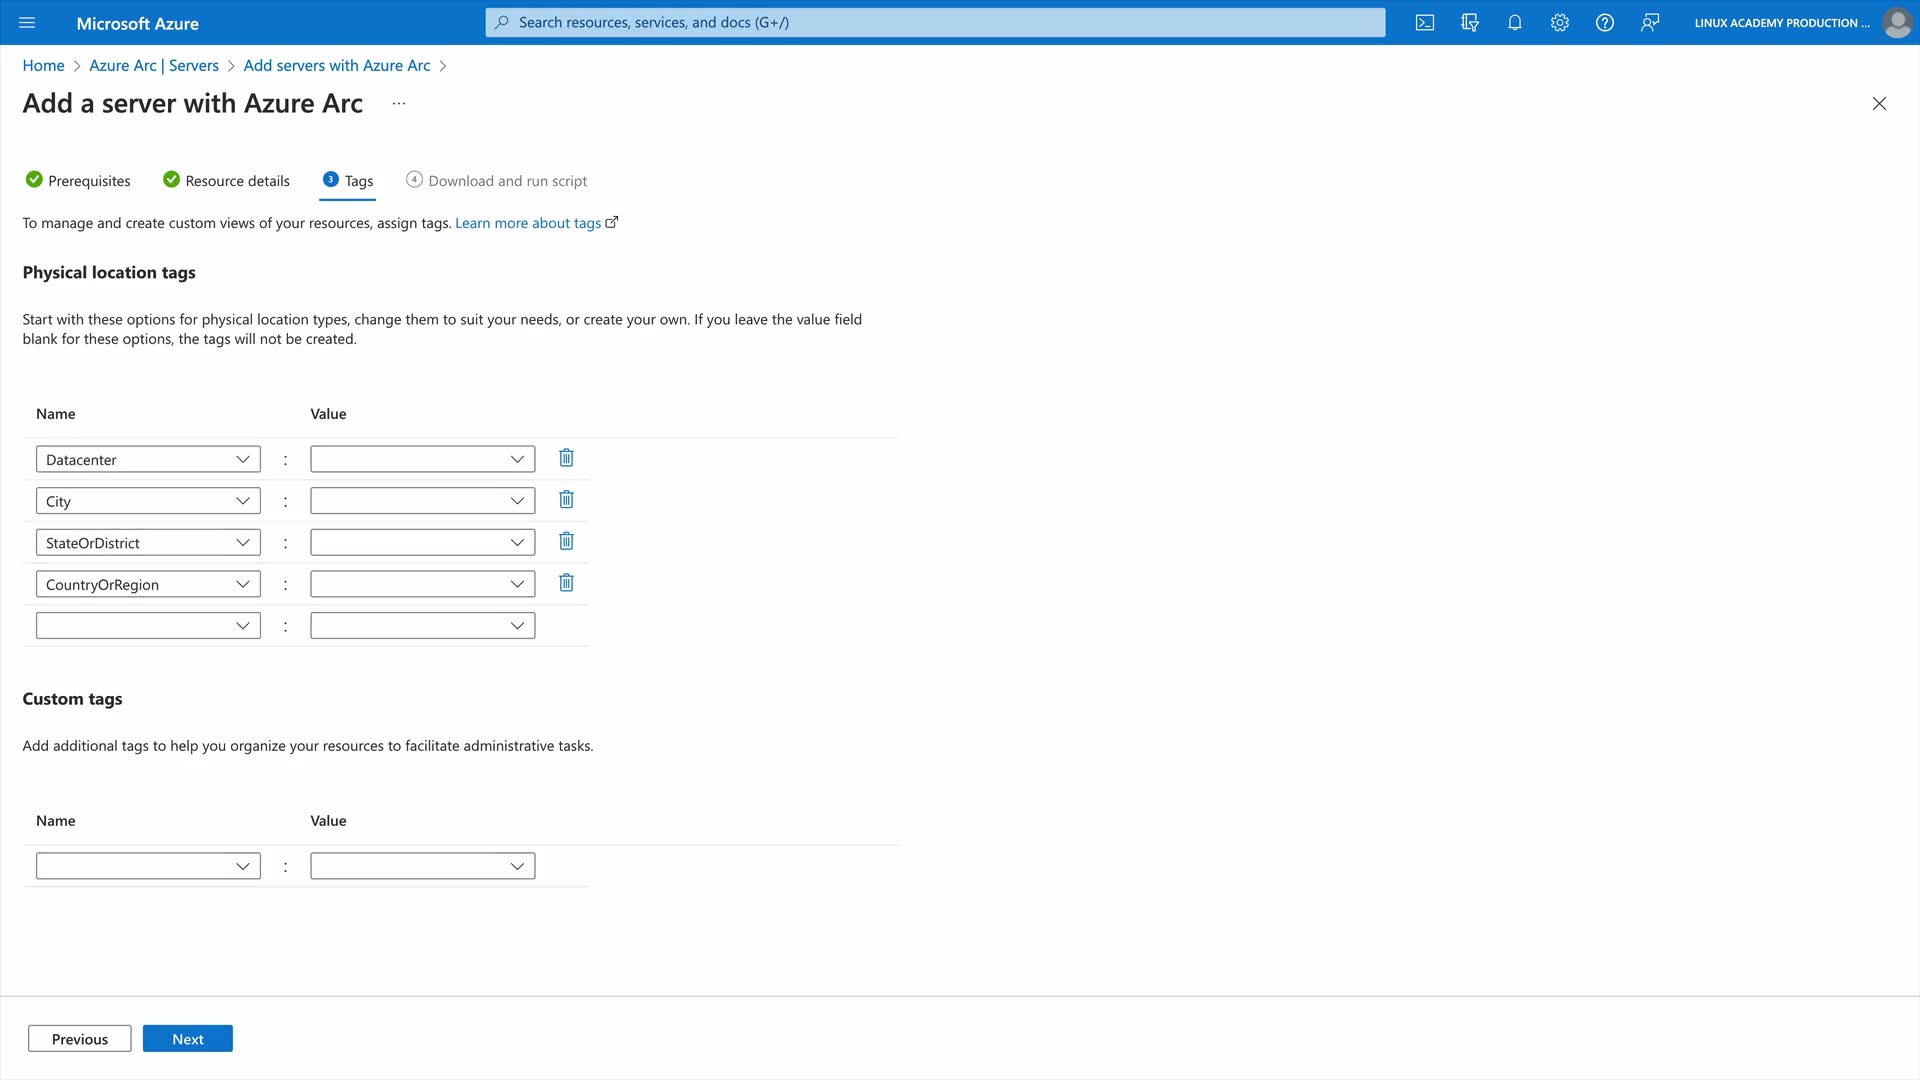 Microsoft Azure
Search resources, services, and docs (G+/)
LINUX ACADEMY PRODUCTION ...
Home > Azure Arc | Servers > Add servers with Azure Arc >
Add a server with Azure Arc ...
Prerequisites
Resource details
3 Tags
4 Download and run script
To manage and create custom views of your resources, assign tags. Learn more about tags
Physical location tags
Start with these options for physical location types, change them to suit your needs, or create your own. If you leave the value field
blank for these options, the tags will not be created.
Name Value
Datacenter :
City :
StateOrDistrict :
CountryOrRegion :
:
Custom tags
Add additional tags to help you organize your resources to facilitate administrative tasks.
Name Value
:
Previous Next